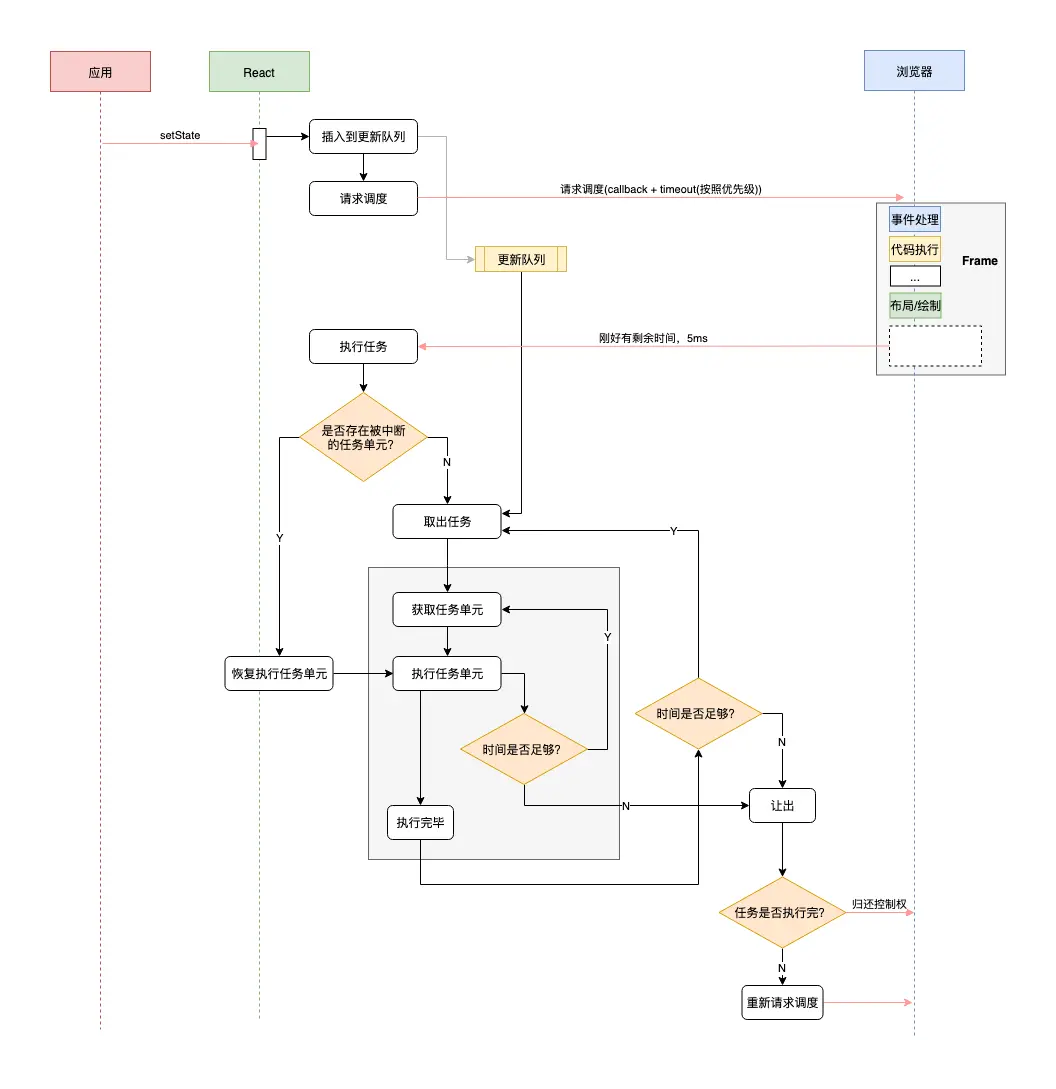 应用
React
浏览器
setState
插入到更新队列
请求调度
请求调度(callback + timeout(按照优先级))
事件处理
代码执行
Frame
...
布局/绘制
更新队列
执行任务
刚好有剩余时间，5ms
是否存在被中断
的任务单元?
N
取出任务
Y
Y
获取任务单元
Y
恢复执行任务单元
执行任务单元
时间是否足够?
时间是否足够?
N
N
让出
执行完毕
任务是否执行完?
归还控制权
N
重新请求调度